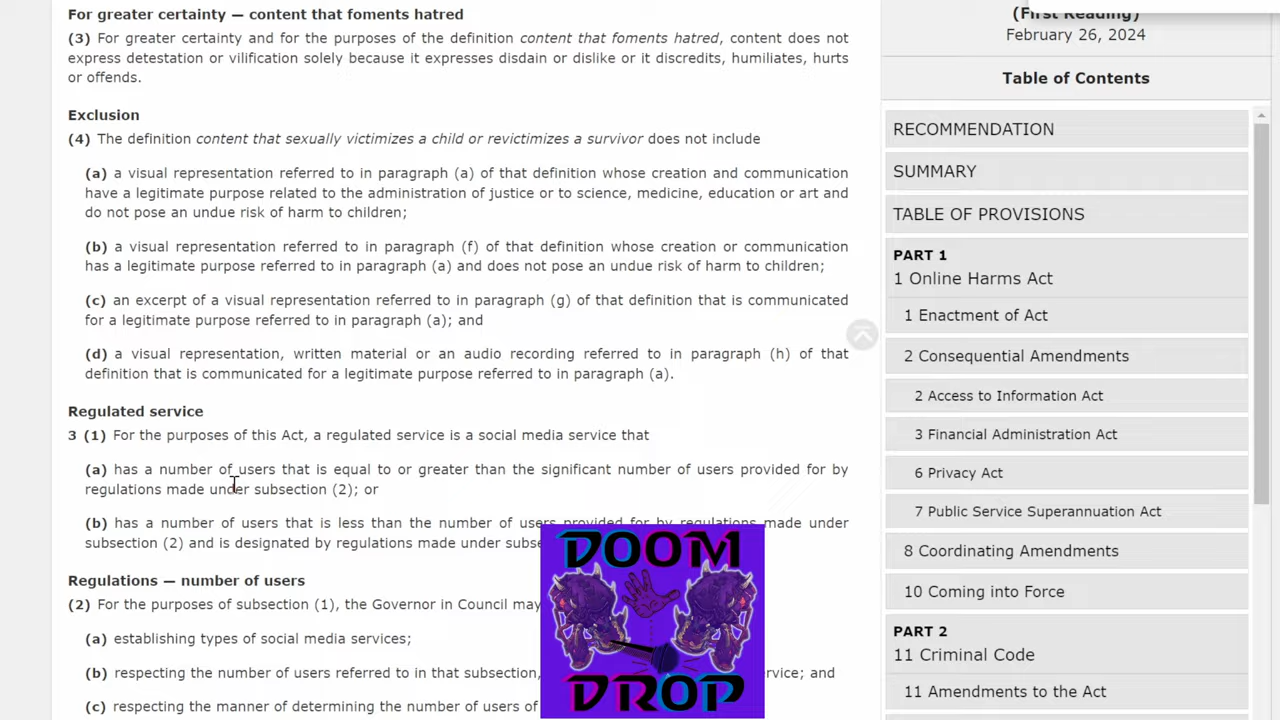 For greater certainty — content that foments hatred
(3) For greater certainty and for the purposes of the definition content that foments hatred, content does not
express detestation or vilification solely because it expresses disdain or dislike or it discredits, humiliates, hurts
or offends.
Exclusion
(4) The definition content that sexually victimizes a child or revictimizes a survivor does not include
(a) a visual representation referred to in paragraph (a) of that definition whose creation and communication
have a legitimate purpose related to the administration of justice or to science, medicine, education or art and
do not pose an undue risk of harm to children;
(b) a visual representation referred to in paragraph (f) of that definition whose creation or communication
has a legitimate purpose referred to in paragraph (a) and does not pose an undue risk of harm to children;
(c) an excerpt of a visual representation referred to in paragraph (g) of that definition that is communicated
for a legitimate purpose referred to in paragraph (a); and
(d) a visual representation, written material or an audio recording referred to in paragraph (h) of that
definition that is communicated for a legitimate purpose referred to in paragraph (a).
Regulated service
3 (1) For the purposes of this Act, a regulated service is a social media service that
(a) has a number of users that is equal to or greater than the significant number of users provided for by
regulations made under subsection (2); or
(b) has a number of users that is less than the number of users provided for by regulations made under
subsection (2) and is designated by regulations made under
Regulations — number of users
(2) For the purposes of subsection (1), the Governor in Council may
(a) establishing types of social media services;
(b) respecting the number of users referred to in that subsection, and
(c) respecting the manner of determining the number of users of
DOOM
DROP
(First Reading)
February 26, 2024
Table of Contents
RECOMMENDATION
SUMMARY
TABLE OF PROVISIONS
PART 1
1 Online Harms Act
1 Enactment of Act
2 Consequential Amendments
2 Access to Information Act
3 Financial Administration Act
6 Privacy Act
7 Public Service Superannuation Act
8 Coordinating Amendments
10 Coming into Force
PART 2
11 Criminal Code
11 Amendments to the Act